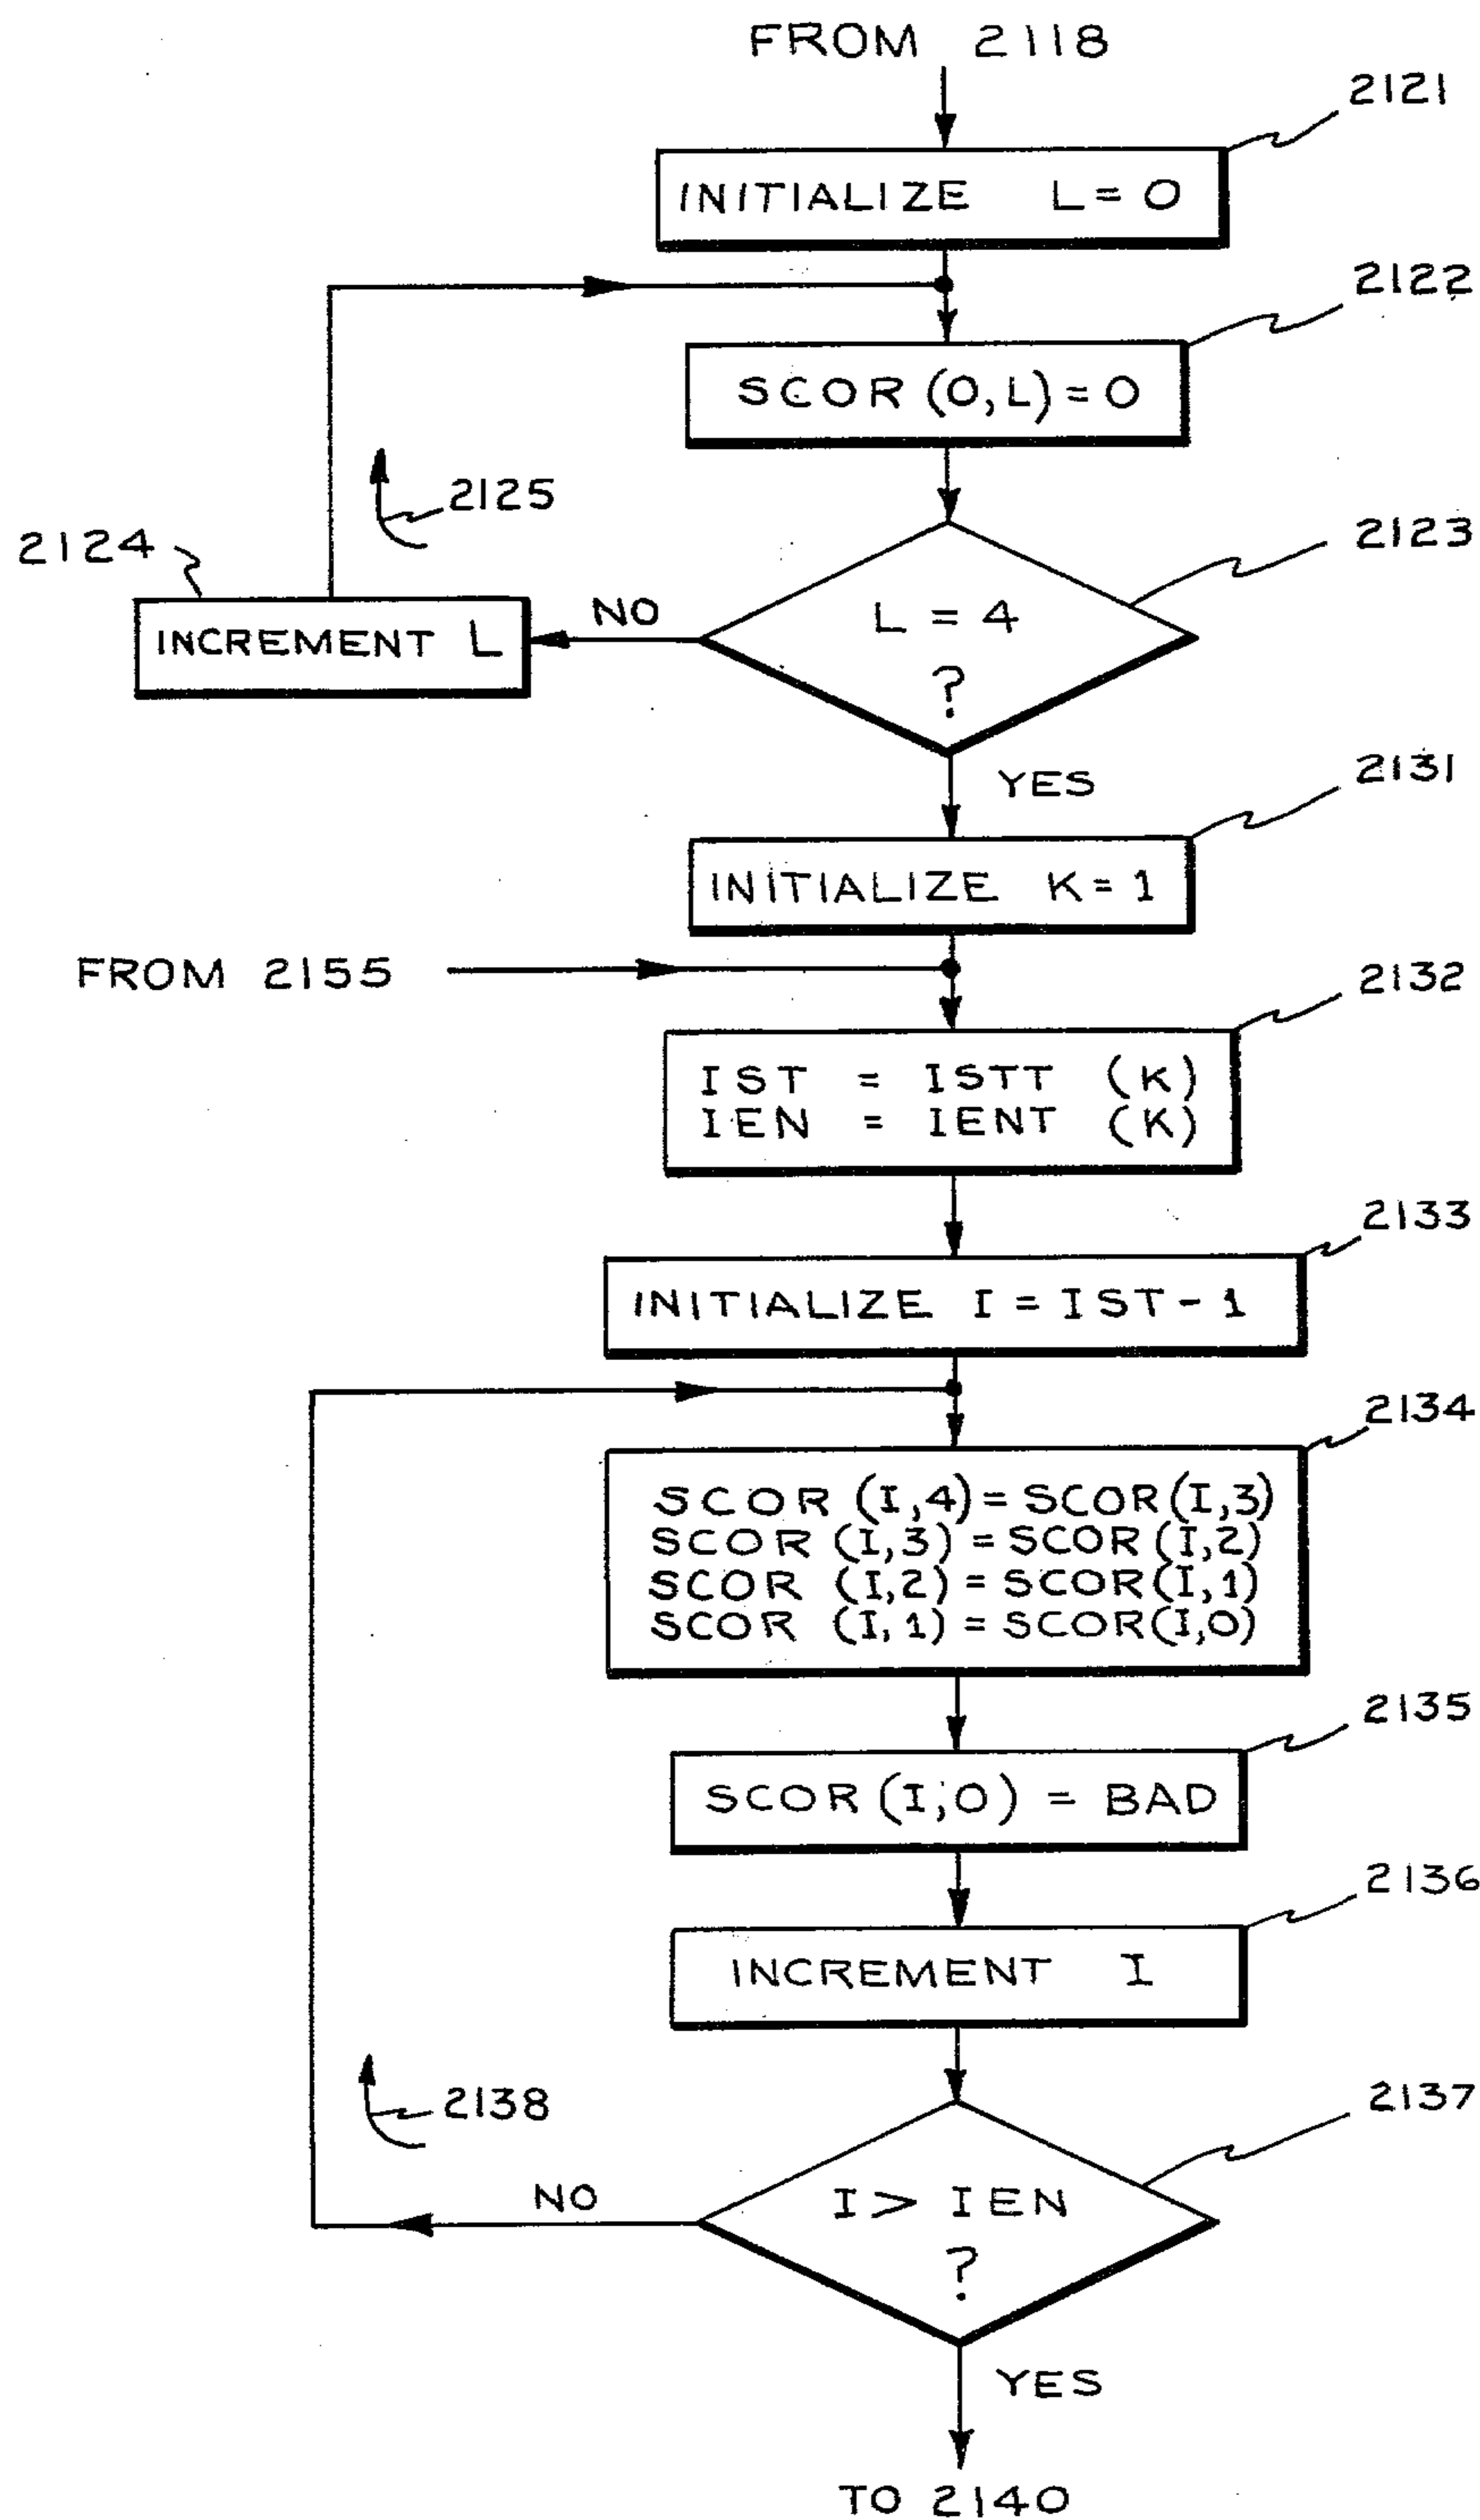 FROM 2118
2121
INITIALIZE L=0
2122
SCOR (0,L)=0
2125
2124
2123
L = 4
?
NO
INCREMENT L
YES
2131
INITIALIZE K=1
FROM 2155
2132
IST = ISTT (K)
IEN = IENT (K)
2133
INITIALIZE I=IST-1
2134
SCOR (I,4)=SCOR(I,3)
SCOR (I,3)=SCOR(I,2)
SCOR (I,2)=SCOR(I,1)
SCOR (I,1)=SCOR(I,0)
2135
SCOR(I,0) = BAD
2136
INCREMENT I
2138
2137
I> IEN
?
NO
YES
TO 2140